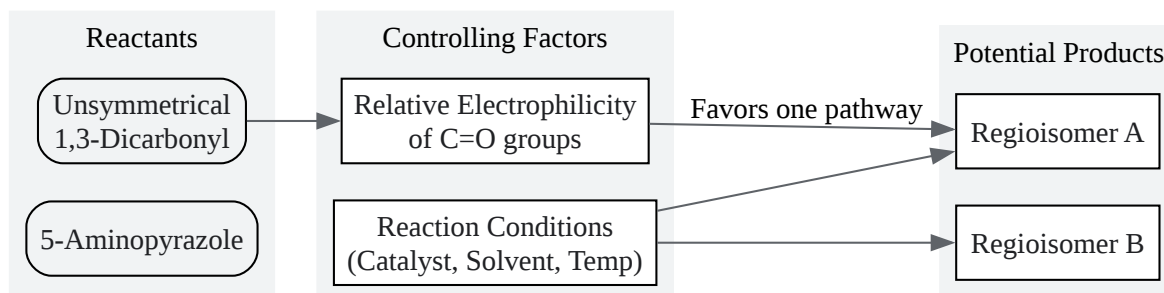 Reactants
Unsymmetrical
1,3-Dicarbonyl
5-Aminopyrazole
Controlling Factors
Relative Electrophilicity
of C=O groups
Reaction Conditions
(Catalyst, Solvent, Temp)
Favors one pathway
Potential Products
Regioisomer A
Regioisomer B